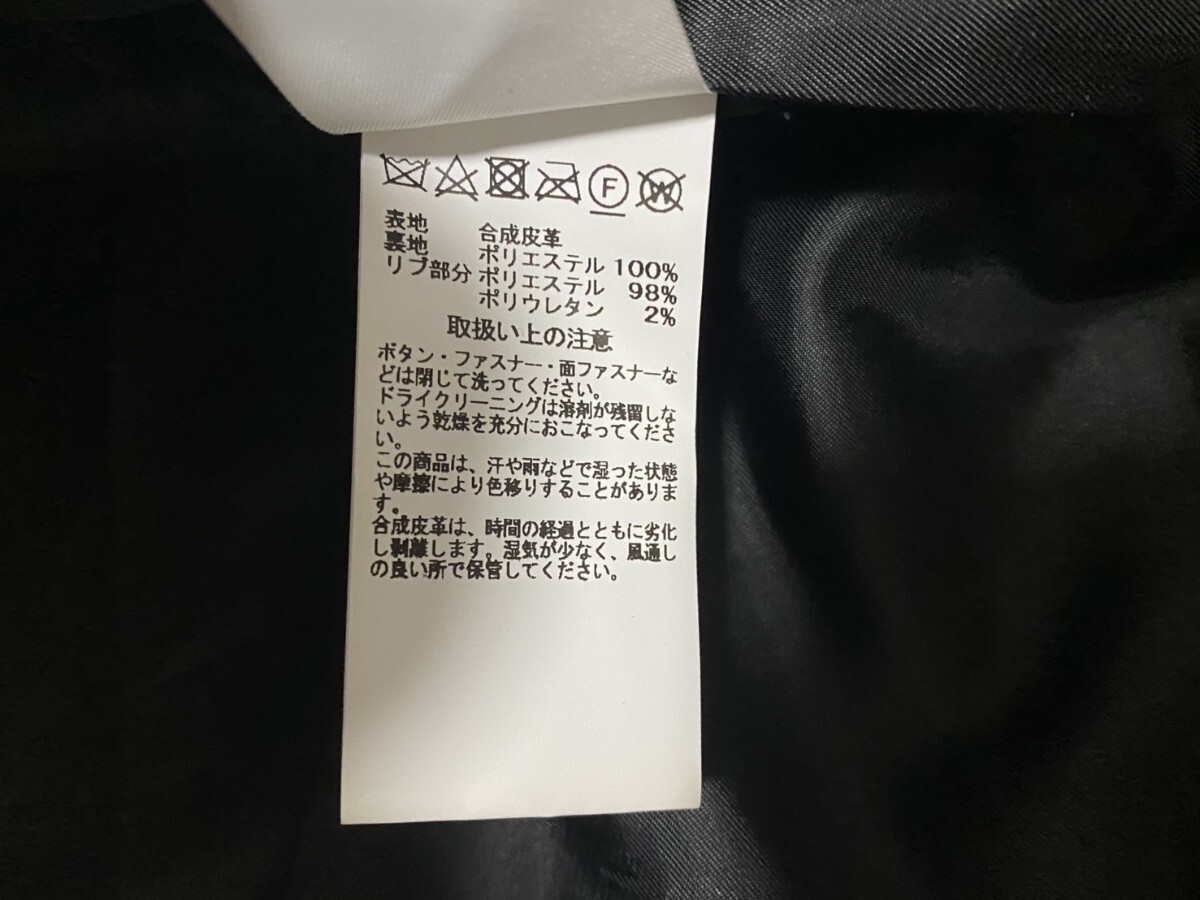 F W
表地 合成皮革
裏地 ポリエステル 100%
リブ部分 ポリエステル 98%
ポリウレタン 2%
取扱い上の注意
ボタン・ファスナー・面ファスナーな
どは閉じて洗ってください。
ドライクリーニングは溶剤が残留しな
いよう乾燥を充分におこなってくださ
い。
この商品は、汗や雨などで湿った状態
や摩擦により色移りすることがありま
す。
合成皮革は、時間の経過とともに劣化
し剥離します。湿気が少なく、風通し
の良い所で保管してください。